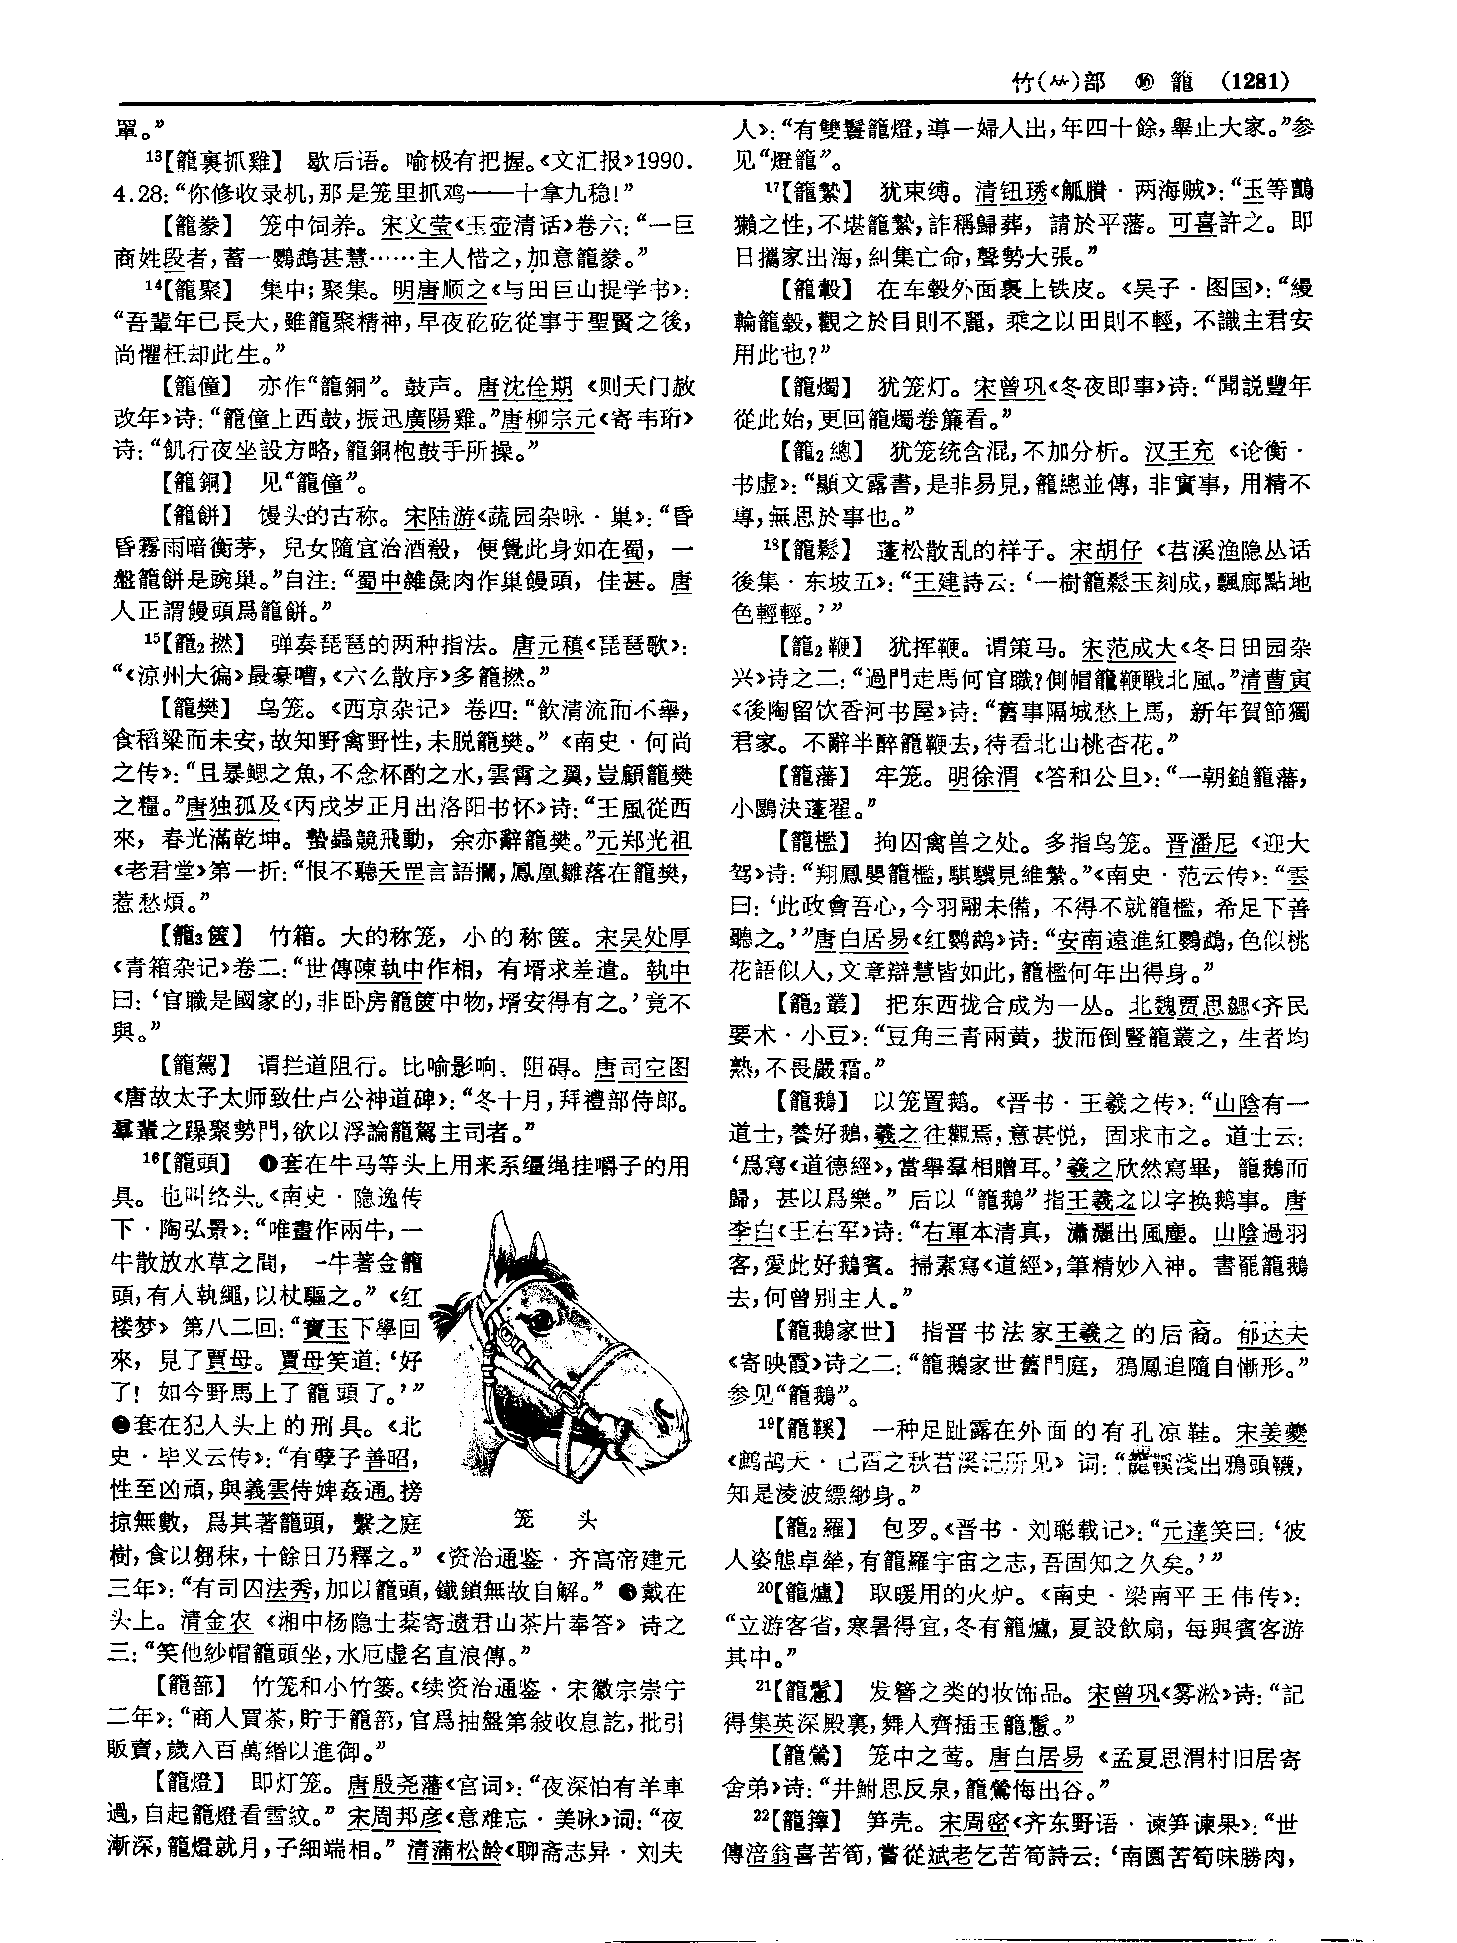 竹(⺮)部　⑯　籠　(1281)
罩。”
13【籠裏抓雞】　歇后语。喻极有把握。《文汇报》1990.
4.28：“你修收录机，那是笼里抓鸡——十拿九稳！”
【籠豢】　笼中饲养。宋文莹《玉壶清话》卷六：“一巨
商姓段者，蓄一鸚鵡甚慧……主人惜之，加意籠豢。”
14【籠聚】　集中；聚集。明唐顺之《与田巨山提学书》：
“吾輩年已長大，雖籠聚精神，早夜矻矻從事于聖賢之後，
尚懼枉却此生。”
【籠僮】　亦作“籠銅”。鼓声。唐沈佺期《则天门赦
改年》诗：“籠僮上西鼓，振迅廣陽雞。”唐柳宗元《寄韦珩》
诗：“飢行夜坐設方略，籠銅枹鼓手所操。”
【籠銅】　见“籠僮”。
【籠餅】　馒头的古称。宋陆游《蔬园杂咏·巢》：“昏
昏霧雨暗衡茅，兒女隨宜治酒殽，便覺此身如在蜀，一
盤籠餅是豌巢。”自注：“蜀中雜彘肉作巢饅頭，佳甚。唐
人正謂饅頭爲籠餅。”
15【籠2撚】　弹奏琵琶的两种指法。唐元稹《琵琶歌》：
“《涼州大徧》最豪嘈，《六么散序》多籠撚。”
【籠樊】　鸟笼。《西京杂记》卷四：“飲清流而不舉，
食稻粱而未安，故知野禽野性，未脱籠樊。”《南史·何尚
之传》：“且暴鰓之魚，不念杯酌之水，雲霄之翼，豈顧籠樊
之糧。”唐独孤及《丙戌岁正月出洛阳书怀》诗：“王風從西
來，春光滿乾坤。蟄蟲競飛動，余亦辭籠樊。”元郑光祖
《老君堂》第一折：“恨不聽天罡言語攔，鳳凰雛落在籠樊，
惹愁煩。”
【籠3篋】　竹箱。大的称笼，小的称箧。宋吴处厚
《青箱杂记》卷二：“世傳陳執中作相，有壻求差遣。執中
曰：‘官職是國家的，非卧房籠篋中物，壻安得有之。’竟不
與。”
【籠駕】　谓拦道阻行。比喻影响、阻碍。唐司空图
《唐故太子太师致仕卢公神道碑》：“冬十月，拜禮部侍郎。
羣輩之躁聚勢門，欲以浮論籠駕主司者。”
16【籠頭】　❶套在牛马等头上用来系缰绳挂嚼子的用
具。也叫络头。《南史·隐逸传
下·陶弘景》：“唯畫作兩牛，一
牛散放水草之間，一牛著金籠
頭，有人執繩，以杖驅之。”《红
楼梦》第八二回：“寶玉下學回
來，見了賈母。賈母笑道：‘好
了！如今野馬上了籠頭了。’”
❷套在犯人头上的刑具。《北
史·毕义云传》：“有孽子善昭，
性至凶頑，與義雲侍婢姦通。搒
掠無數，爲其著籠頭，繫之庭
樹，食以芻秣，十餘日乃釋之。”《资治通鉴·齐高帝建元
三年》：“有司囚法秀，加以籠頭，鐵鎖無故自解。”❸戴在
头上。清金农《湘中杨隐士棻寄遗君山茶片奉答》诗之
三：“笑他紗帽籠頭坐，水厄虚名直浪傳。”
笼　头
【籠篰】　竹笼和小竹篓。《续资治通鉴·宋徽宗崇宁
二年》：“商人買茶，貯于籠篰，官爲抽盤第敍收息訖，批引
販賣，歲入百萬緡以進御。”
【籠燈】　即灯笼。唐殷尧藩《宫词》：“夜深怕有羊車
過，自起籠燈看雪紋。”宋周邦彦《意难忘·美咏》词：“夜
漸深，籠燈就月，子細端相。”清蒲松龄《聊斋志异·刘夫
人》：“有雙鬟籠燈，導一婦人出，年四十餘，舉止大家。”参
见“燈籠”。
17【籠縶】　犹束缚。清钮琇《觚賸·两海贼》：“玉等鸇
獺之性，不堪籠縶，詐稱歸葬，請於平藩。可喜許之。即
日攜家出海，糾集亡命，聲勢大張。”
【籠轂】　在车毂外面裹上铁皮。《吴子·图国》：“縵
輪籠轂，觀之於目則不麗，乘之以田則不輕，不識主君安
用此也？”
【籠燭】　犹笼灯。宋曾巩《冬夜即事》诗：“聞説豐年
從此始，更回籠燭卷簾看。”
【籠2總】　犹笼统含混，不加分析。汉王充《论衡·
书虚》：“顯文露書，是非易見，籠總並傳，非實事，用精不
專，無思於事也。”
18【籠鬆】　蓬松散乱的样子。宋胡仔《苕溪渔隐丛话
後集·东坡五》：“王建詩云：‘一樹籠鬆玉刻成，飄廊點地
色輕輕。’”
【籠2鞭】　犹挥鞭。谓策马。宋范成大《冬日田园杂
兴》诗之二：“過門走馬何官職？側帽籠鞭戰北風。”清曹寅
《後陶留饮香河书屋》诗：“舊事隔城愁上馬，新年賀節獨
君家。不辭半醉籠鞭去，待看北山桃杏花。”
【籠藩】　牢笼。明徐渭《答和公旦》：“一朝鎚籠藩，
小鷃決蓬翟。”
【籠檻】　拘囚禽兽之处。多指鸟笼。晋潘尼《迎大
驾》诗：“翔鳳嬰籠檻，騏驥見維縶。”《南史·范云传》：“雲
曰：‘此政會吾心，今羽翮未備，不得不就籠檻，希足下善
聽之。’”唐白居易《红鹦鹉》诗：“安南遠進紅鸚鵡，色似桃
花語似人，文章辯慧皆如此，籠檻何年出得身。”
【籠2叢】　把东西拢合成为一丛。北魏贾思勰《齐民
要术·小豆》：“豆角三青兩黄，拔而倒豎籠叢之，生者均
熟，不畏嚴霜。”
【籠鵝】　以笼置鹅。《晋书·王羲之传》：“山陰有一
道士，養好鵝，羲之往觀焉，意甚悦，固求市之。道士云：
‘爲寫《道德經》，當舉羣相贈耳。’羲之欣然寫畢，籠鵝而
歸，甚以爲樂。”后以“籠鵝”指王羲之以字换鹅事。唐
李白《王右军》诗：“右軍本清真，瀟灑出風塵。山陰過羽
客，愛此好鵝賓。掃素寫《道經》，筆精妙入神。書罷籠鵝
去，何曾别主人。”
【籠鵝家世】　指晋书法家王羲之的后裔。郁达夫
《寄映霞》诗之二：“籠鵝家世舊門庭，鴉鳳追隨自慚形。”
参见“籠鵝”。
19【籠鞵】　一种足趾露在外面的有孔凉鞋。宋姜夔
《鹧鸪天·己酉之秋苕溪记所见》词：“籠鞵淺出鴉頭韈，
知是凌波縹緲身。”
【籠2羅】　包罗。《晋书·刘聪载记》：“元達笑曰：‘彼
人姿態卓犖，有籠羅宇宙之志，吾固知之久矣。’”
20【籠爐】　取暖用的火炉。《南史·梁南平王伟传》：
“立游客省，寒暑得宜，冬有籠爐，夏設飲扇，每與賓客游
其中。”
21【籠鬙】　发簪之类的妆饰品。宋曾巩《雾淞》诗：“記
得集英深殿裏，舞人齊插玉籠鬙。”
【籠鶯】　笼中之莺。唐白居易《孟夏思渭村旧居寄
舍弟》诗：“井鮒思反泉，籠鶯悔出谷。”
22【籠籜】　笋壳。宋周密《齐东野语·谏笋谏果》：“世
傳涪翁喜苦筍，嘗從斌老乞苦筍詩云：‘南園苦筍味勝肉，